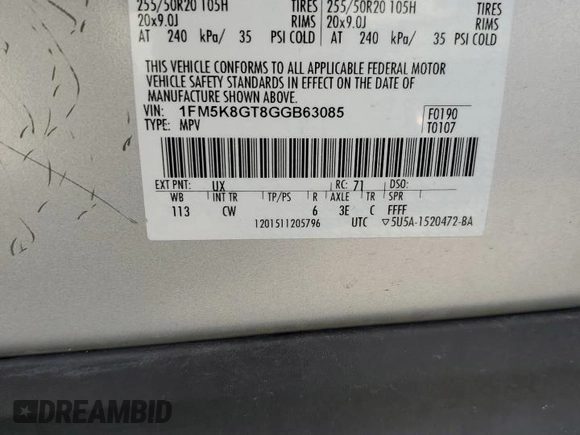 255/50R20 105H TIRES 255/50R20 105H TIRES
20x9.0J RIMS 20x9.0J RIMS
AT 240 kPa/ 35 PSI COLD AT 240 kPa/ 35 PSI COLD
THIS VEHICLE CONFORMS TO ALL APPLICABLE FEDERAL MOTOR
VEHICLE SAFETY STANDARDS IN EFFECT ON THE DATE OF
MANUFACTURE SHOWN ABOVE.
VIN: 1FM5K8GT8GGB63085 F0190
TYPE: MPV T0107
EXT PNT: UX RC: 71 DSO:
WB INT TR TP/PS R AXLE TR SPR
113 CW 6 3E C FFFF
1201511205796 UTC ▽5U5A-1520472-BA
DREAMBID